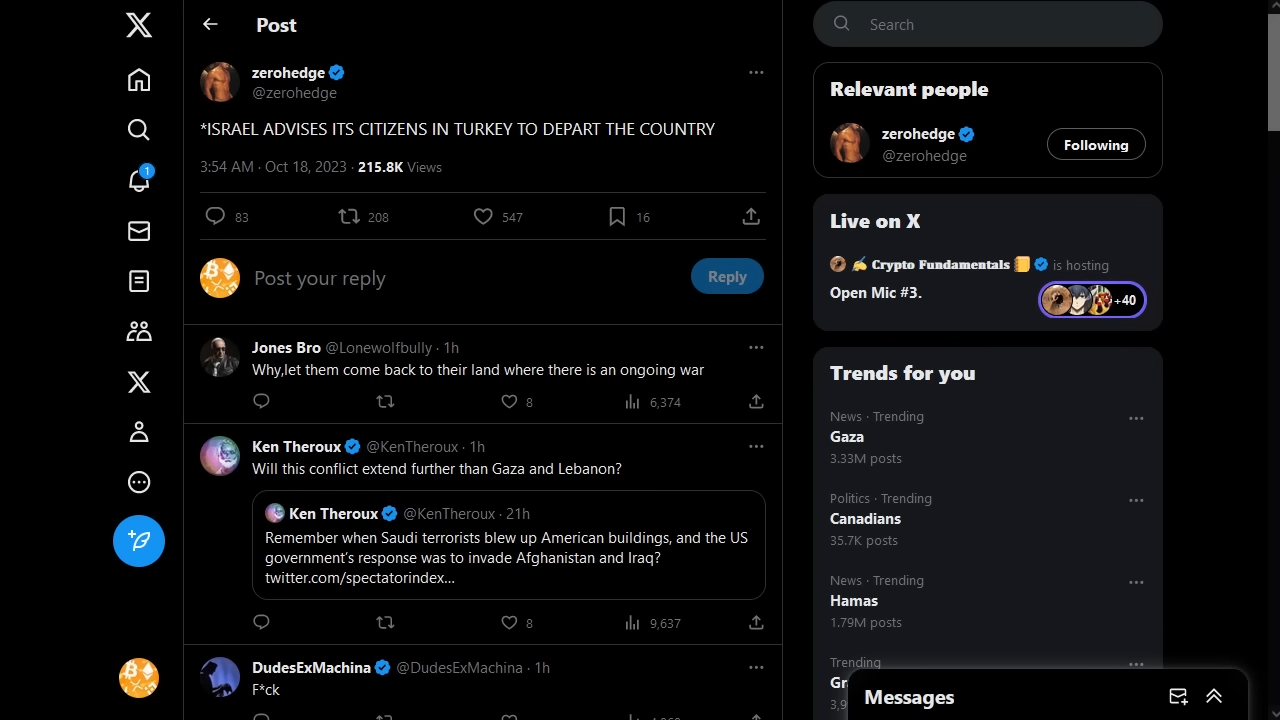 Post
zerohedge
@zerohedge
*ISRAEL ADVISES ITS CITIZENS IN TURKEY TO DEPART THE COUNTRY
3:54 AM · Oct 18, 2023 · 215.8K Views
83 208 547 16
Post your reply
Reply
Jones Bro @Lonewolfbully · 1h
Why,let them come back to their land where there is an ongoing war
8 6,374
Ken Theroux @KenTheroux · 1h
Will this conflict extend further than Gaza and Lebanon?
Ken Theroux @KenTheroux · 21h
Remember when Saudi terrorists blew up American buildings, and the US
government's response was to invade Afghanistan and Iraq?
twitter.com/spectatorindex...
8 9,637
DudesExMachina @DudesExMachina · 1h
F*ck
1
Search
Relevant people
zerohedge
@zerohedge
Following
Live on X
Crypto Fundamentals is hosting
Open Mic #3.
+40
Trends for you
News · Trending
Gaza
3.33M posts
Politics · Trending
Canadians
35.7K posts
News · Trending
Hamas
1.79M posts
Trending
Messages